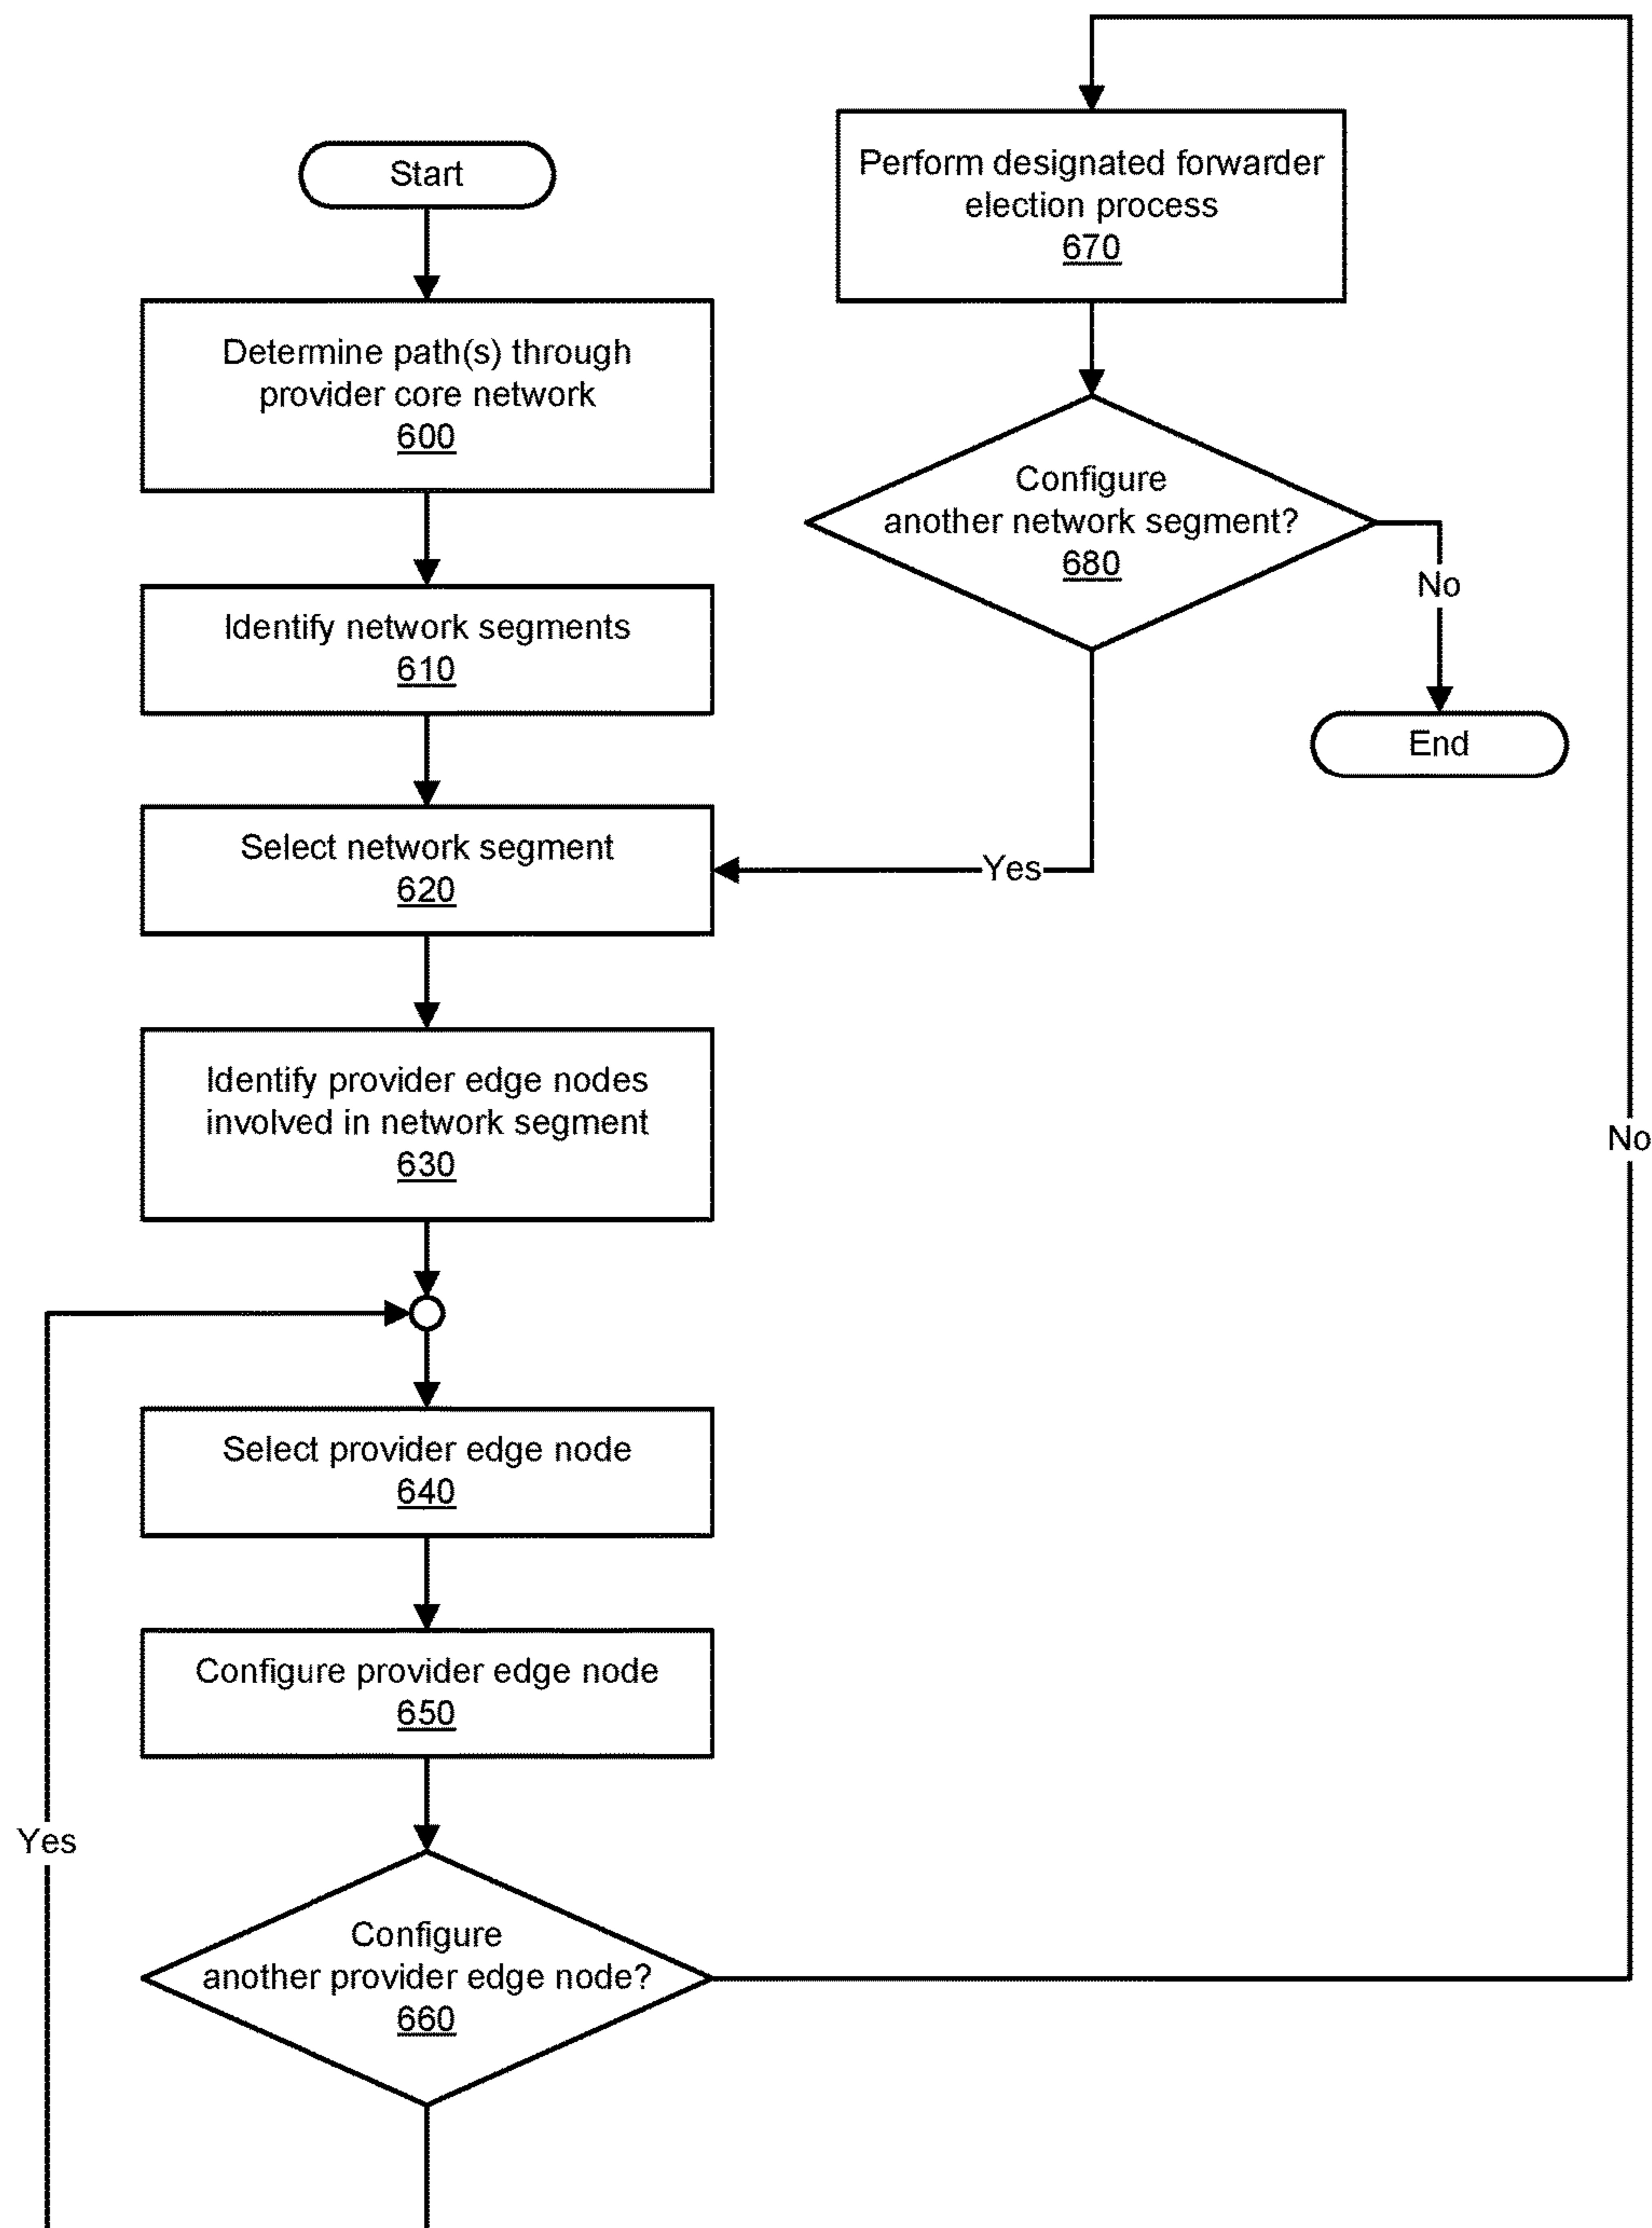 Start
Determine path(s) through
provider core network
600
Identify network segments
610
Select network segment
620
Identify provider edge nodes
involved in network segment
630
Select provider edge node
640
Configure provider edge node
650
Configure
another provider edge node?
660
Yes
No
Perform designated forwarder
election process
670
Configure
another network segment?
680
No
End
Yes